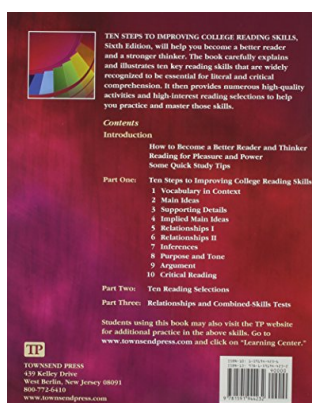 TEN STEPS TO IMPROVING COLLEGE READING SKILLS,
Sixth Edition, will help you become a better reader
and a stronger thinker. The book carefully explains
and illustrates ten key reading skills that are widely
recognized to be essential for literal and critical
comprehension. It then provides numerous high-quality
activities and high-interest reading selections to help
you practice and master those skills.
Contents
Introduction
How to Become a Better Reader and Thinker
Reading for Pleasure and Power
Some Quick Study Tips
Part One: Ten Steps to Improving College Reading Skills
1 Vocabulary in Context
2 Main Ideas
3 Supporting Details
4 Implied Main Ideas
5 Relationships I
6 Relationships II
7 Inferences
8 Purpose and Tone
9 Argument
10 Critical Reading
Part Two: Ten Reading Selections
Part Three: Relationships and Combined-Skills Tests
Students using this book may also visit the TP website
for additional practice in the above skills. Go to
www.townsendpress.com and click on "Learning Center."
TP
TOWNSEND PRESS
439 Kelley Drive
West Berlin, New Jersey 08091
800-772-6410
www.townsendpress.com